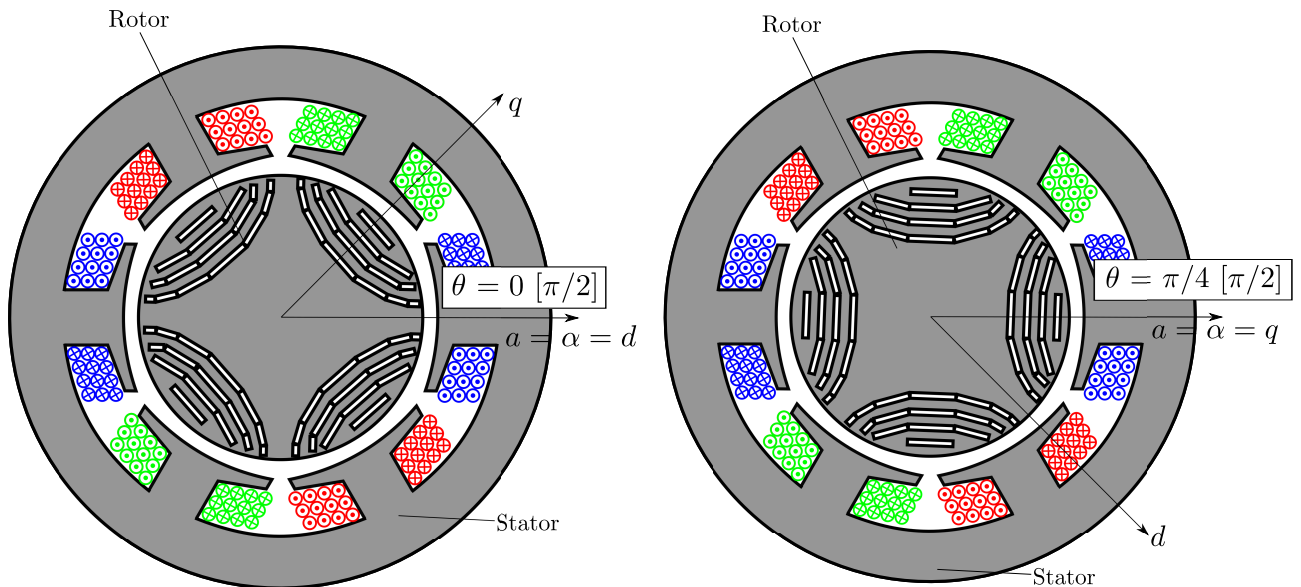 Rotor
q
θ = 0 [π/2]
a = α = d
Stator
Rotor
θ = π/4 [π/2]
a = α = q
d
Stator